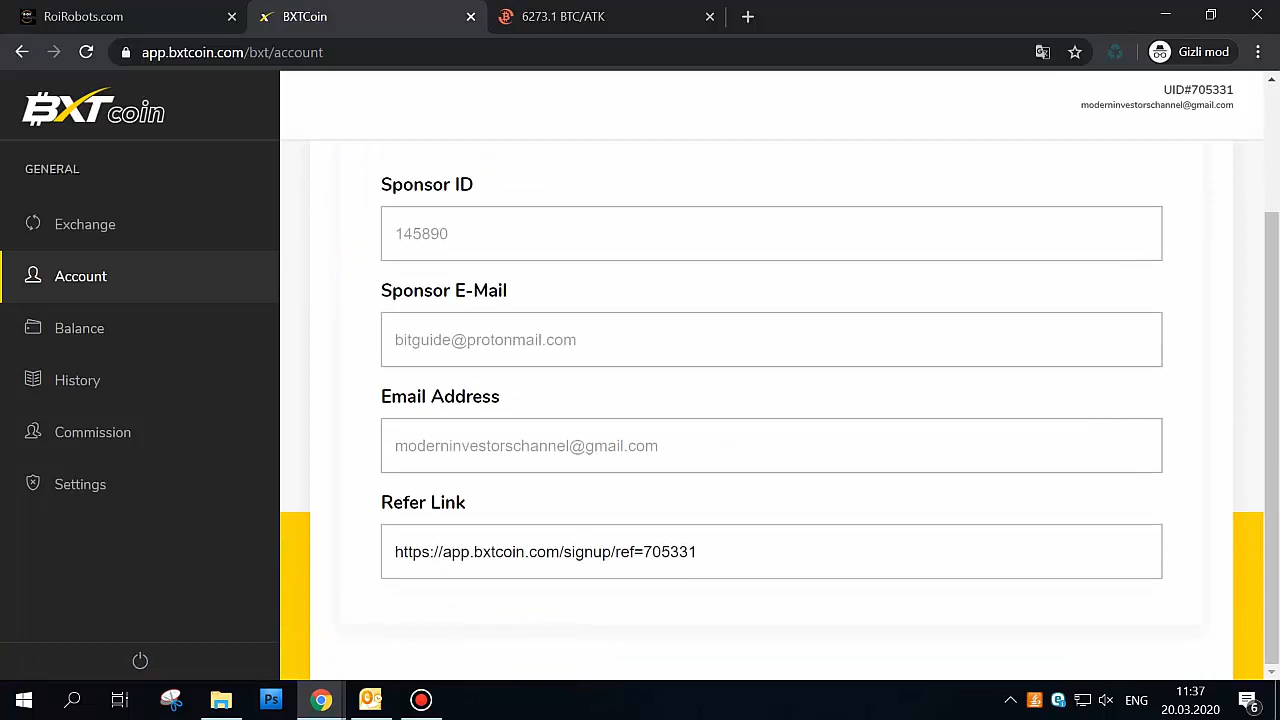 RoiRobots.com
BXTCoin
6273.1 BTC/ATK
app.bxtcoin.com/bxt/account
Gizli mod
BXTcoin
UID#705331
moderninvestorschannel@gmail.com
GENERAL
Exchange
Account
Balance
History
Commission
Settings
Sponsor ID
145890
Sponsor E-Mail
bitguide@protonmail.com
Email Address
moderninvestorschannel@gmail.com
Refer Link
https://app.bxtcoin.com/signup/ref=705331
Ps
ENG
11:37
20.03.2020
6